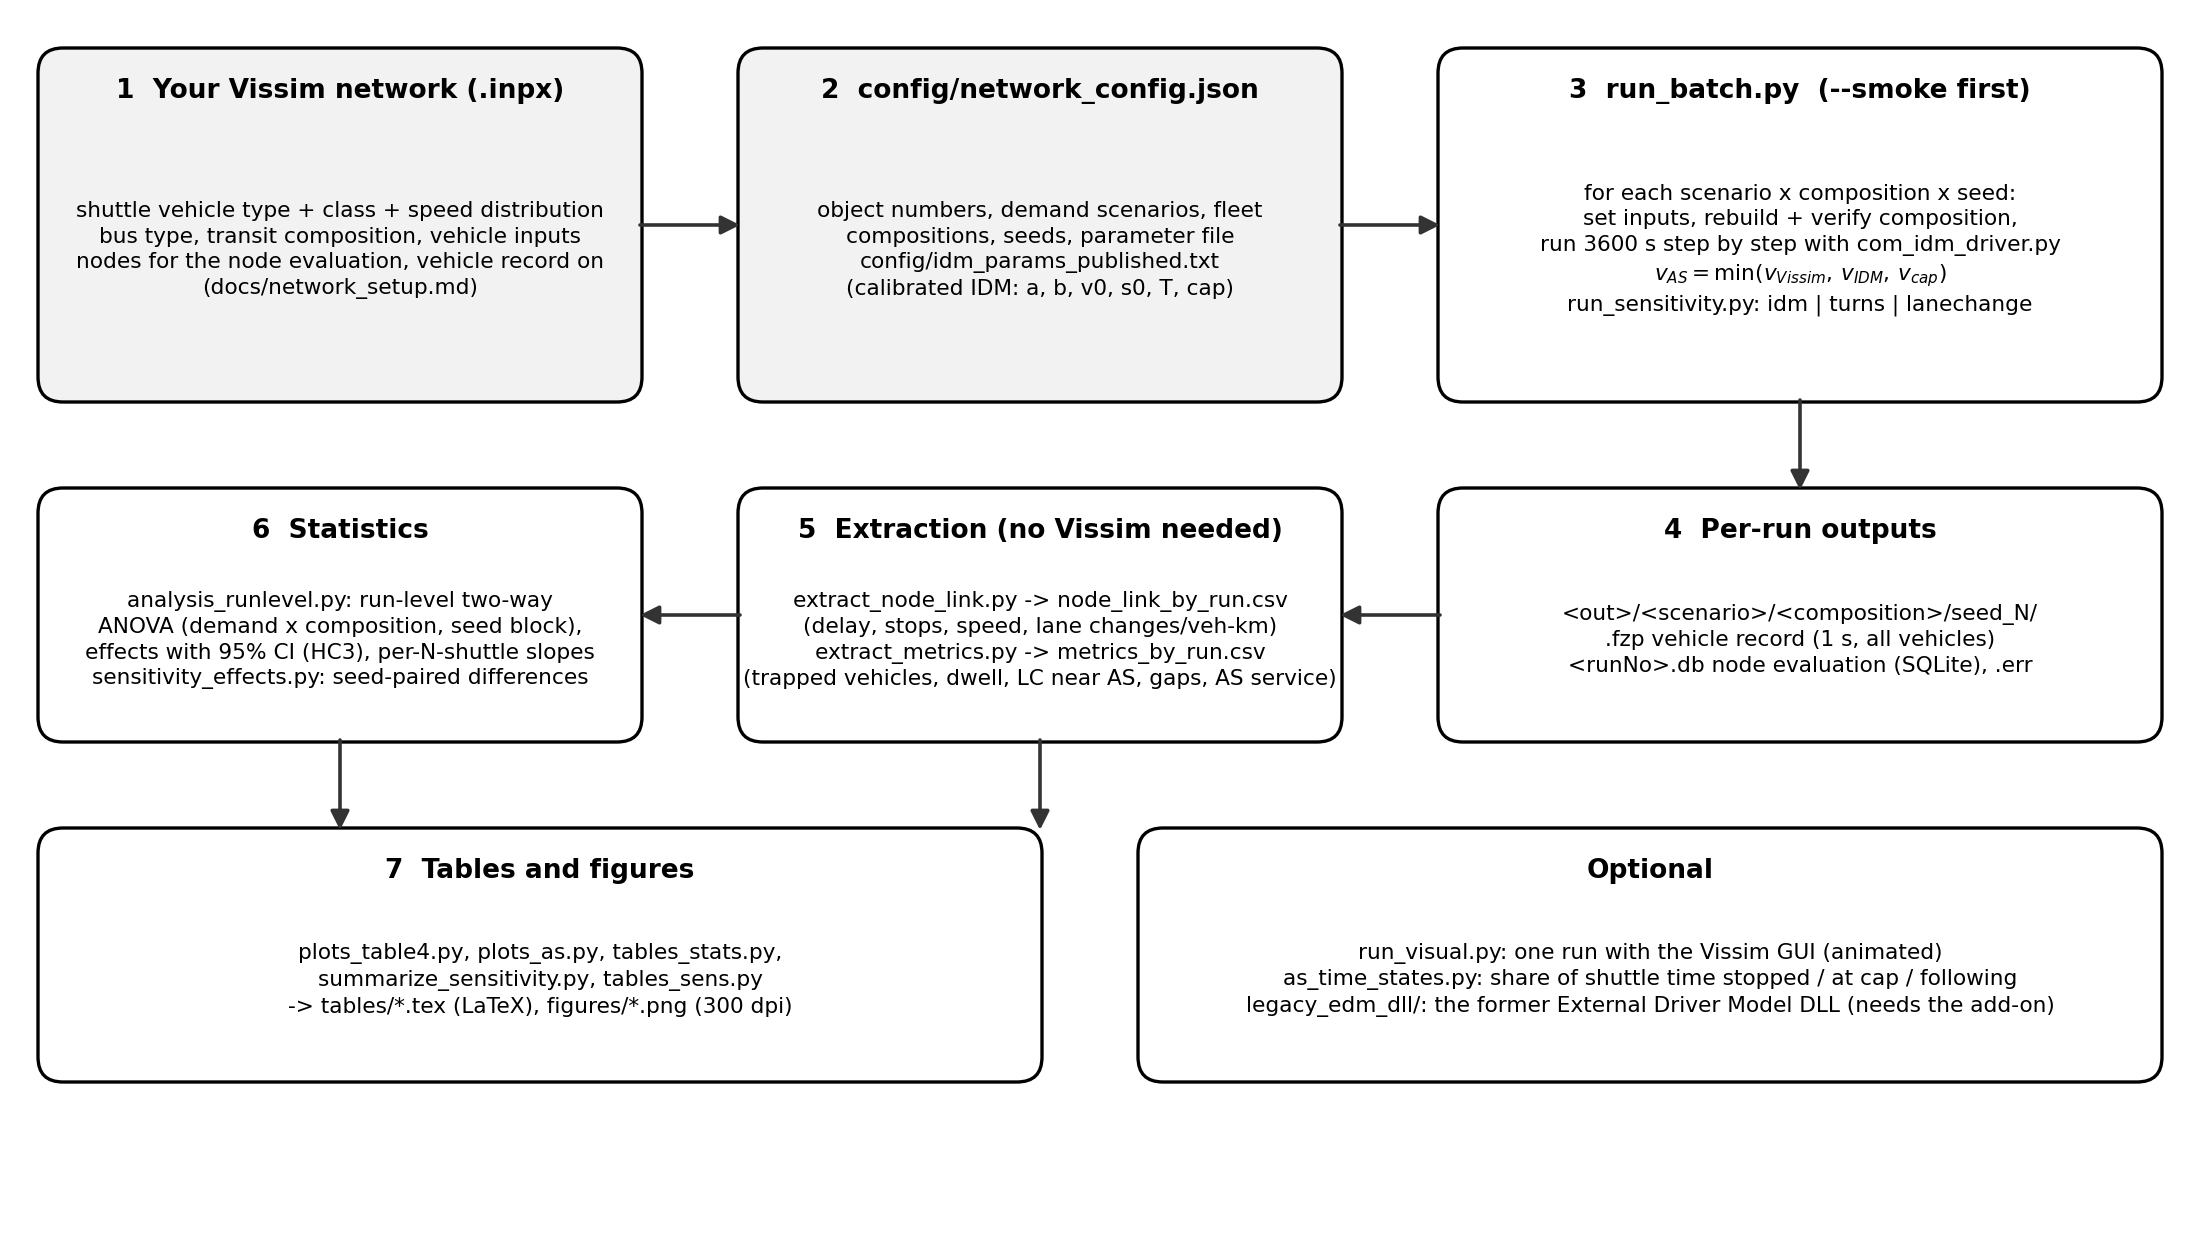 1  Your Vissim network (.inpx)
shuttle vehicle type + class + speed distribution
bus type, transit composition, vehicle inputs
nodes for the node evaluation, vehicle record on
(docs/network_setup.md)
2  config/network_config.json
object numbers, demand scenarios, fleet
compositions, seeds, parameter file
config/idm_params_published.txt
(calibrated IDM: a, b, v0, s0, T, cap)
3  run_batch.py  (--smoke first)
for each scenario x composition x seed:
set inputs, rebuild + verify composition,
run 3600 s step by step with com_idm_driver.py
v_AS = min(v_Vissim, v_IDM, v_cap)
run_sensitivity.py: idm | turns | lanechange
4  Per-run outputs
<out>/<scenario>/<composition>/seed_N/
.fzp vehicle record (1 s, all vehicles)
<runNo>.db node evaluation (SQLite), .err
5  Extraction (no Vissim needed)
extract_node_link.py -> node_link_by_run.csv
(delay, stops, speed, lane changes/veh-km)
extract_metrics.py -> metrics_by_run.csv
(trapped vehicles, dwell, LC near AS, gaps, AS service)
6  Statistics
analysis_runlevel.py: run-level two-way
ANOVA (demand x composition, seed block),
effects with 95% CI (HC3), per-N-shuttle slopes
sensitivity_effects.py: seed-paired differences
7  Tables and figures
plots_table4.py, plots_as.py, tables_stats.py,
summarize_sensitivity.py, tables_sens.py
-> tables/*.tex (LaTeX), figures/*.png (300 dpi)
Optional
run_visual.py: one run with the Vissim GUI (animated)
as_time_states.py: share of shuttle time stopped / at cap / following
legacy_edm_dll/: the former External Driver Model DLL (needs the add-on)